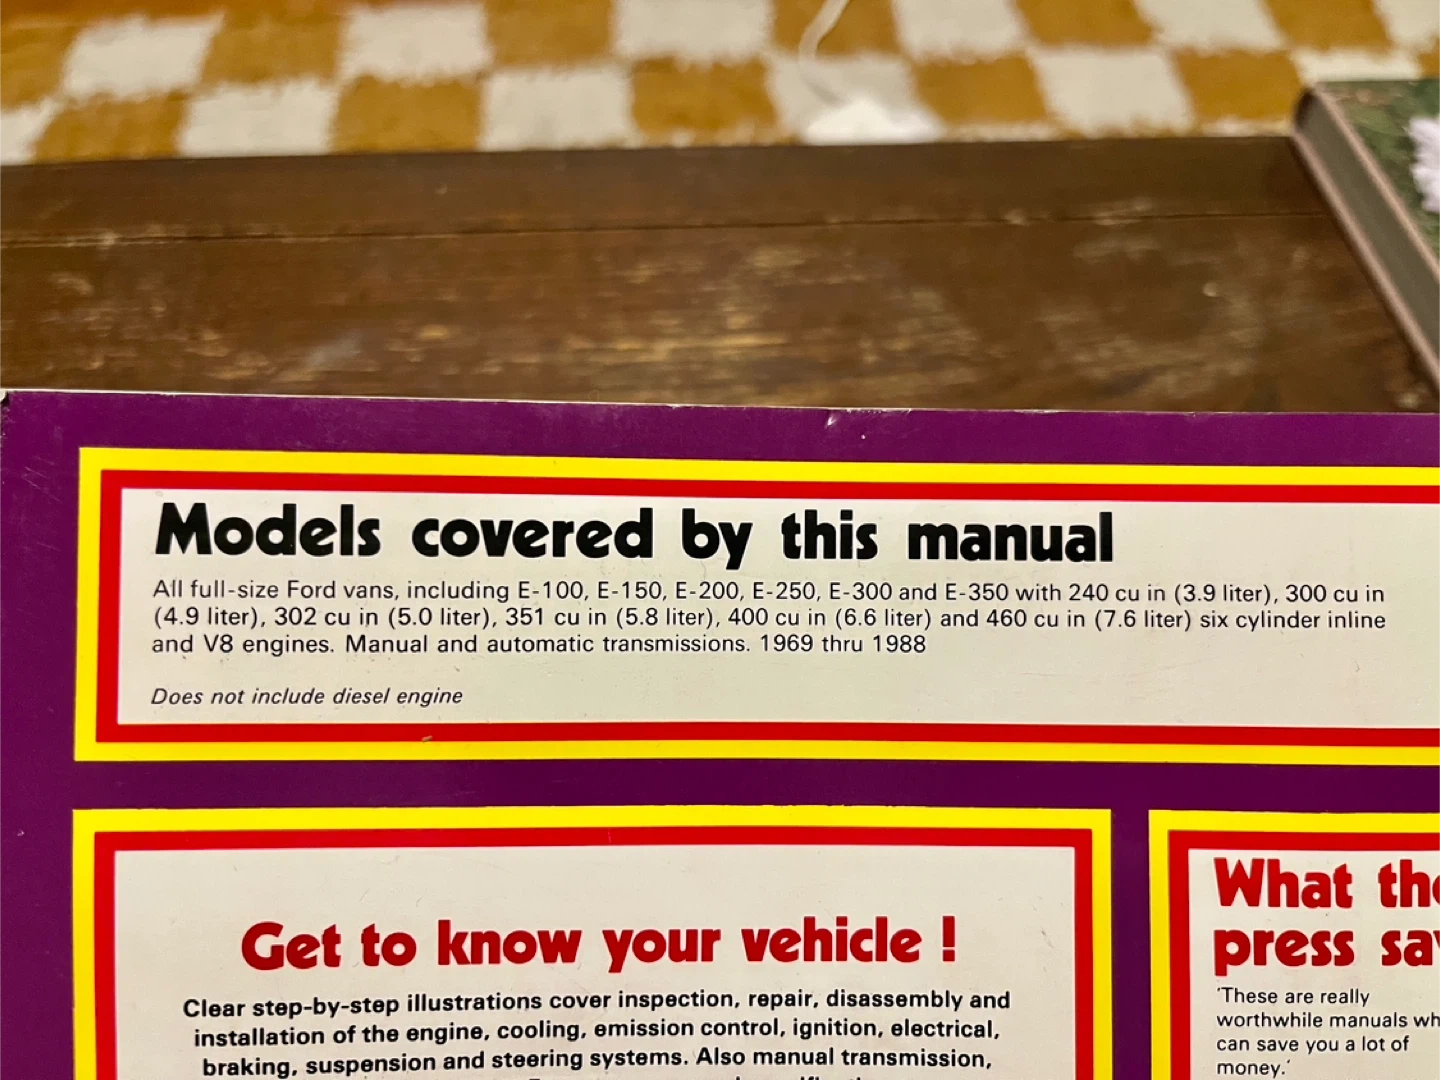 Models covered by this manual
All full-size Ford vans, including E-100, E-150, E-200, E-250, E-300 and E-350 with 240 cu in (3.9 liter), 300 cu in
(4.9 liter), 302 cu in (5.0 liter), 351 cu in (5.8 liter), 400 cu in (6.6 liter) and 460 cu in (7.6 liter) six cylinder inline
and V8 engines. Manual and automatic transmissions. 1969 thru 1988
Does not include diesel engine
Get to know your vehicle !
Clear step-by-step illustrations cover inspection, repair, disassembly and
installation of the engine, cooling, emission control, ignition, electrical,
braking, suspension and steering systems. Also manual transmission,
What
press
'These are really
worthwhile manuals
can save you a lot of
money.'